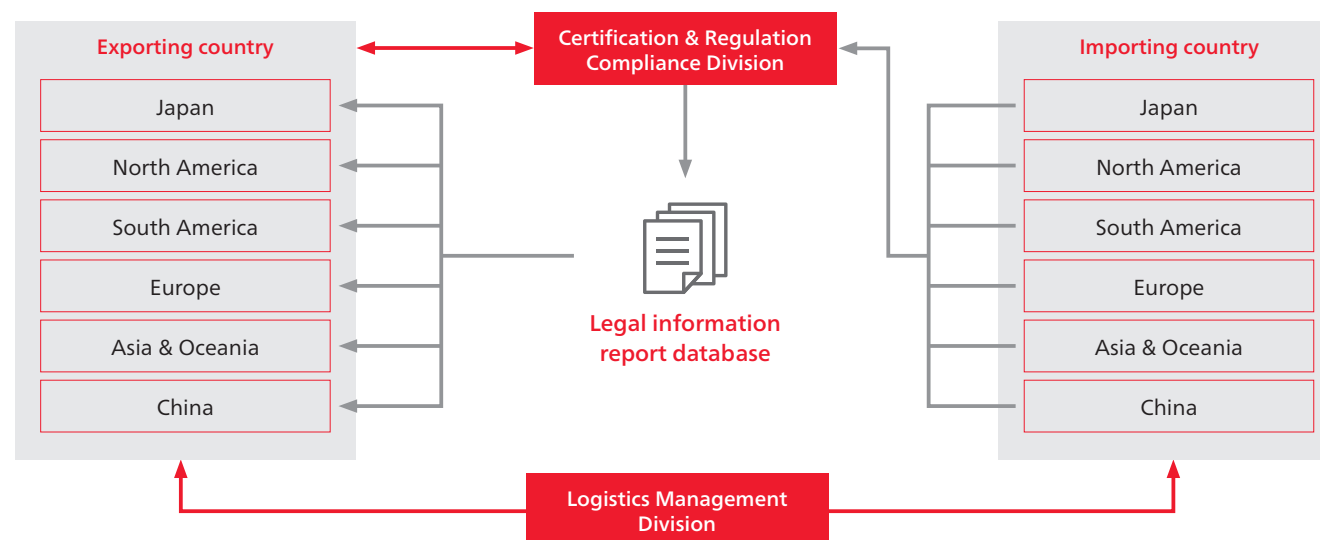 Exporting country
Japan
North America
South America
Europe
Asia & Oceania
China
Certification & Regulation
Compliance Division
Legal information
report database
Importing country
Japan
North America
South America
Europe
Asia & Oceania
China
Logistics Management
Division